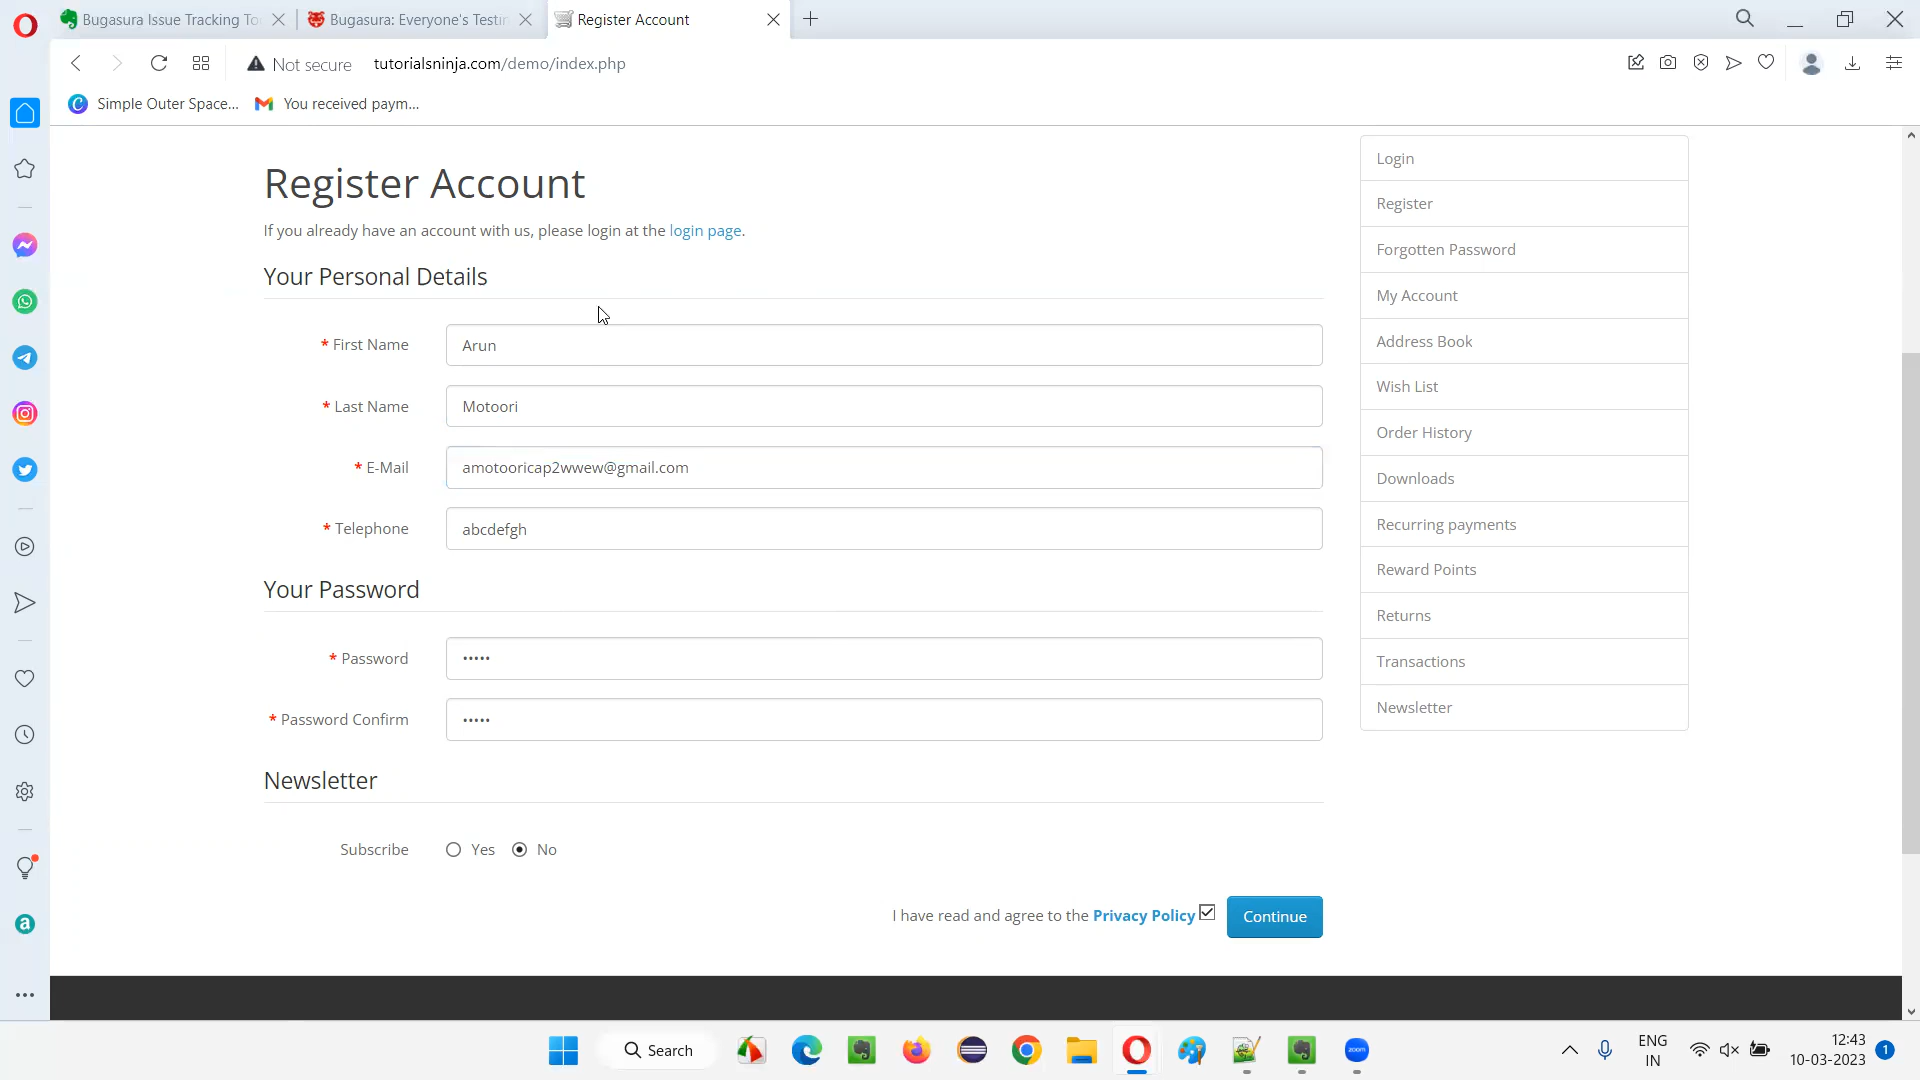 Bugasura Issue Tracking To
Bugasura: Everyone's Testin
Register Account
Not secure
tutorialsninja.com/demo/index.php
Simple Outer Space...
You received paym...
Register Account
If you already have an account with us, please login at the login page.
Your Personal Details
* First Name
Arun
* Last Name
Motoori
* E-Mail
amotooricap2wwew@gmail.com
* Telephone
abcdefgh
Your Password
* Password
•••••
* Password Confirm
•••••
Newsletter
Subscribe
Yes
No
I have read and agree to the Privacy Policy
Continue
Login
Register
Forgotten Password
My Account
Address Book
Wish List
Order History
Downloads
Recurring payments
Reward Points
Returns
Transactions
Newsletter
Search
zoom
ENG
IN
12:43
10-03-2023
1